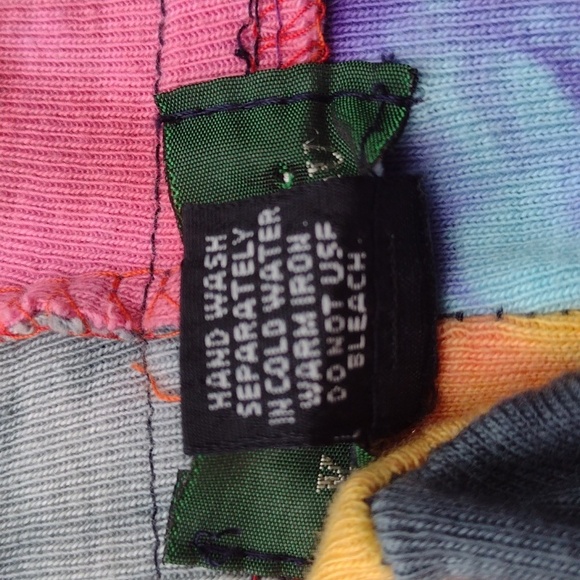 HAND WASH
SEPARATELY
IN COLD WATER
WARM IRON.
DO NOT USE
BLEACH.